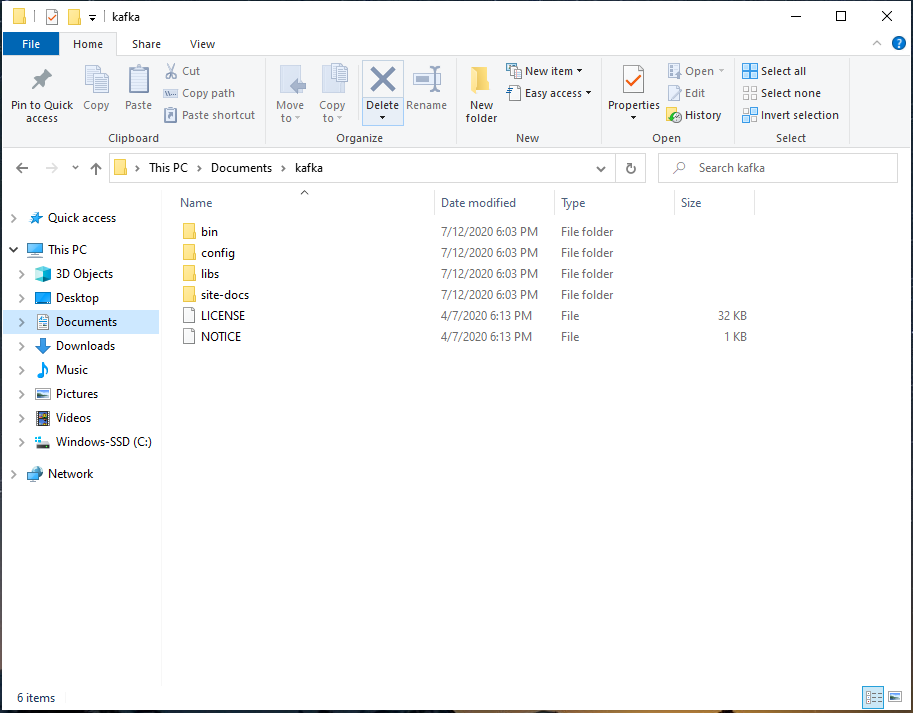 kafka
File Home Share View
Pin to Quick access
Copy
Paste
Cut
Copy path
Paste shortcut
Clipboard
Move to
Copy to
Delete
Rename
Organize
New folder
New item
Easy access
New
Properties
Open
Edit
History
Open
Select all
Select none
Invert selection
Select
This PC Documents kafka
Search kafka
Name Date modified Type Size
Quick access
This PC
3D Objects
Desktop
Documents
Downloads
Music
Pictures
Videos
Windows-SSD (C:)
Network
bin 7/12/2020 6:03 PM File folder
config 7/12/2020 6:03 PM File folder
libs 7/12/2020 6:03 PM File folder
site-docs 7/12/2020 6:03 PM File folder
LICENSE 4/7/2020 6:13 PM File 32 KB
NOTICE 4/7/2020 6:13 PM File 1 KB
6 items